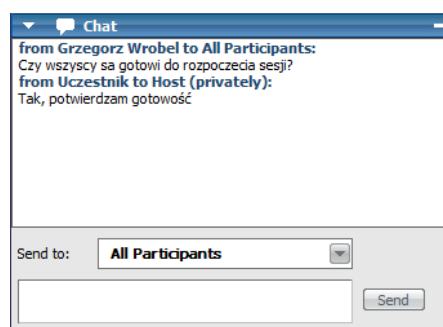 Chat
from Grzegorz Wrobel to All Participants:
Czy wszyscy sa gotowi do rozpoczecia sesji?
from Uczestnik to Host (privately):
Tak, potwierdzam gotowość
Send to: All Participants
Send